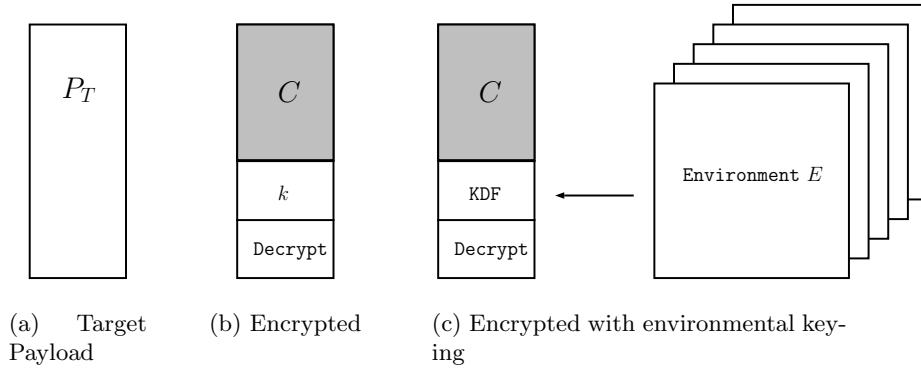 P_T
C
k
Decrypt
C
KDF
Decrypt
Environment E
(a) Target
Payload
(b) Encrypted
(c) Encrypted with environmental key-
ing